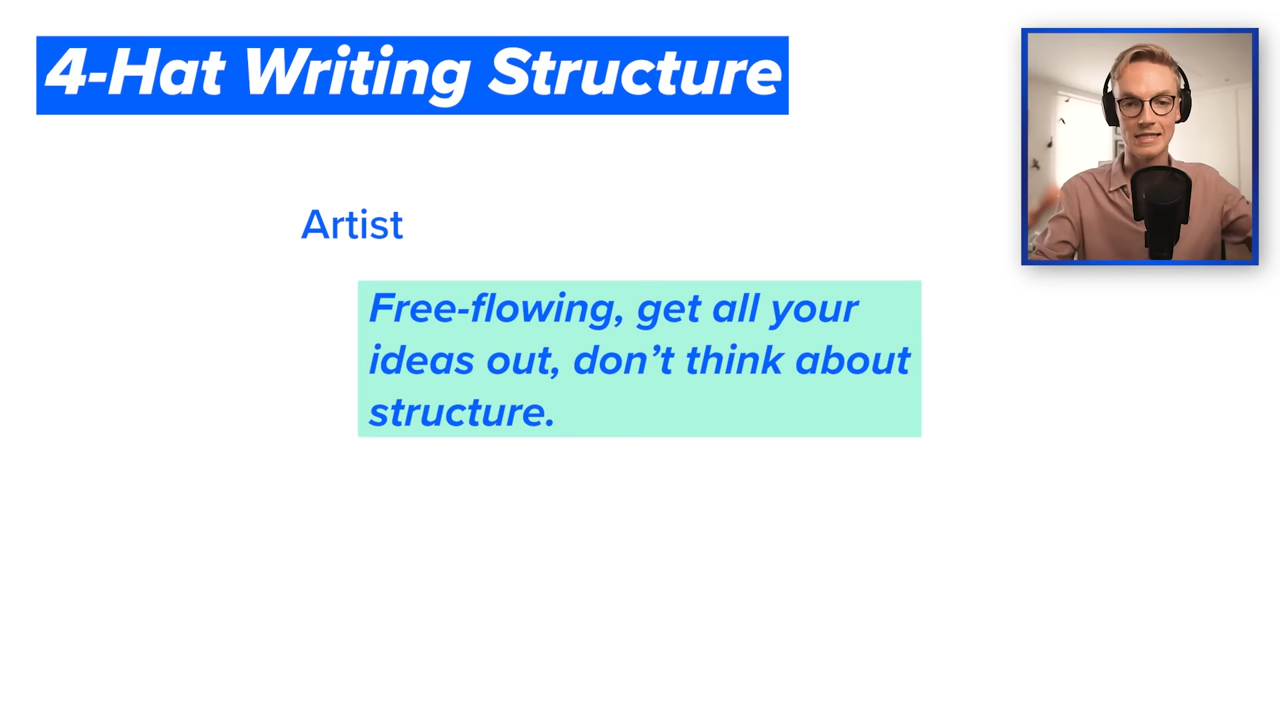 4-Hat Writing Structure
Artist
Free-flowing, get all your
ideas out, don’t think about
structure.